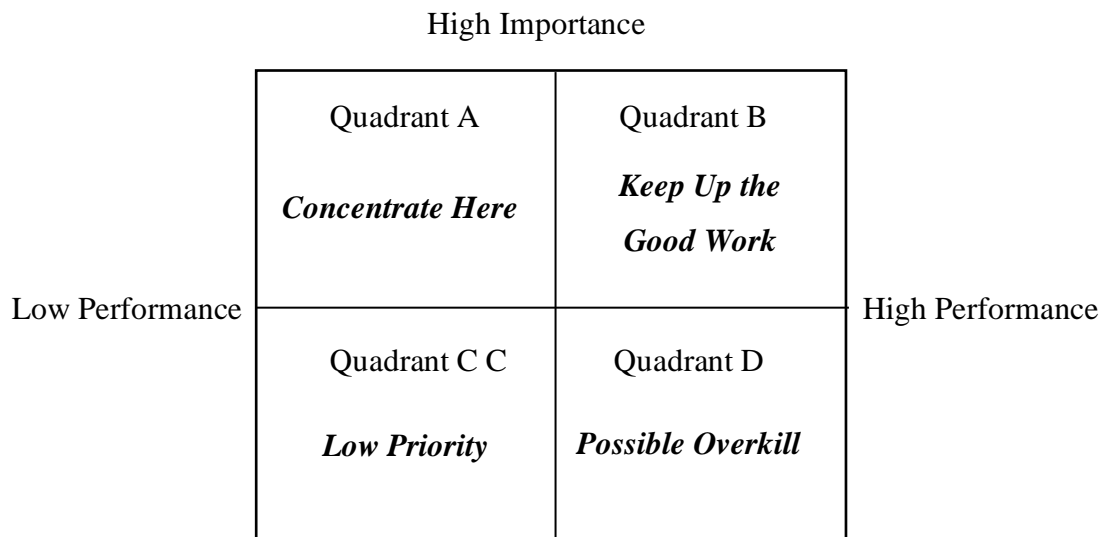 High Importance
Quadrant A
Quadrant B
Concentrate Here
Keep Up the
Good Work
Low Performance
High Performance
Quadrant C C
Quadrant D
Low Priority
Possible Overkill